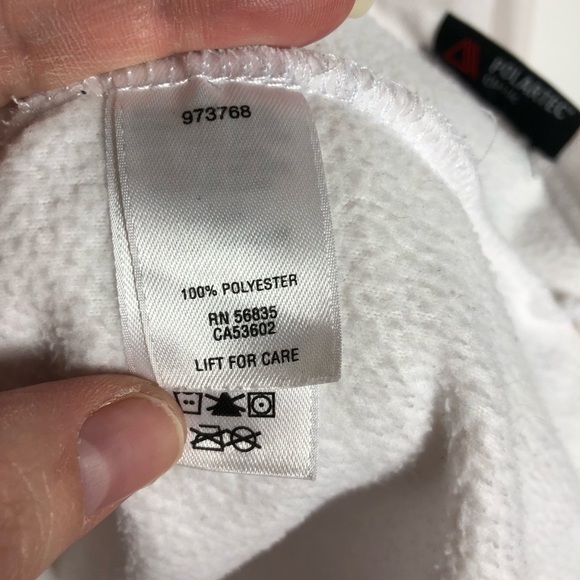 973768
POLARTEC
100% POLYESTER
RN 56835
CA53602
LIFT FOR CARE